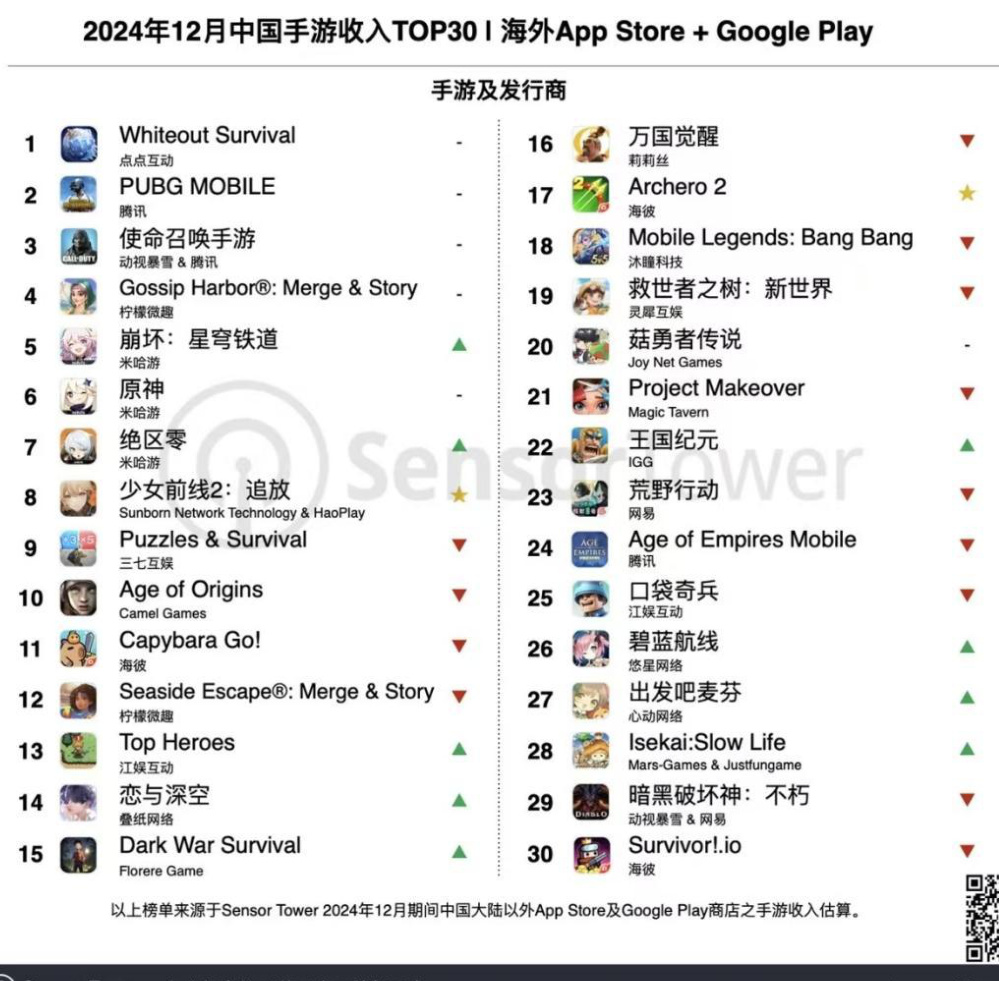 2024年12月中国手游收入TOP30 | 海外App Store + Google Play
手游及发行商
1
Whiteout Survival
点点互动
-
2
PUBG MOBILE
腾讯
-
3
使命召唤手游
动视暴雪 & 腾讯
-
4
Gossip Harbor®: Merge & Story
柠檬微趣
-
5
崩坏：星穹铁道
米哈游
6
原神
米哈游
-
7
绝区零
米哈游
8
少女前线2：追放
Sunborn Network Technology & HaoPlay
9
Puzzles & Survival
三七互娱
10
Age of Origins
Camel Games
11
Capybara Go!
海彼
12
Seaside Escape®: Merge & Story
柠檬微趣
13
Top Heroes
江娱互动
14
恋与深空
叠纸网络
15
Dark War Survival
Florere Game
16
万国觉醒
莉莉丝
17
Archero 2
海彼
18
Mobile Legends: Bang Bang
沐瞳科技
19
救世者之树：新世界
灵犀互娱
20
菇勇者传说
Joy Net Games
-
21
Project Makeover
Magic Tavern
22
王国纪元
IGG
23
荒野行动
网易
24
Age of Empires Mobile
腾讯
25
口袋奇兵
江娱互动
26
碧蓝航线
悠星网络
27
出发吧麦芬
心动网络
28
Isekai:Slow Life
Mars-Games & Justfungame
29
暗黑破坏神：不朽
动视暴雪 & 网易
30
Survivor!.io
海彼
SensorTower
以上榜单来源于Sensor Tower 2024年12月期间中国大陆以外App Store及Google Play商店之手游收入估算。